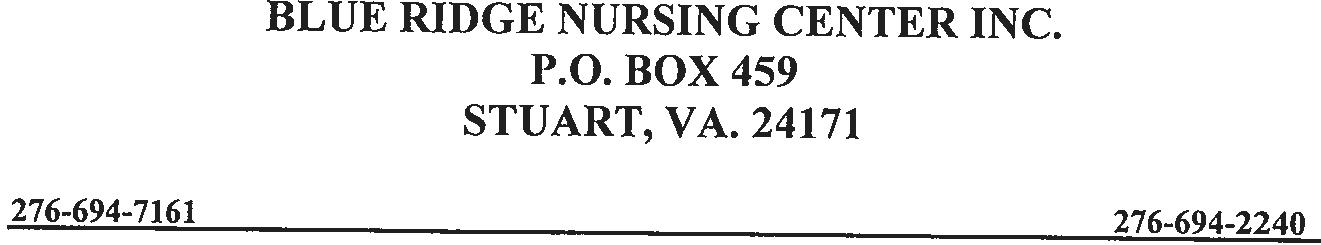 BLUE RIDGE NURSING CENTER INC.
P.O. BOX 459
STUART, VA. 24171
276-694-7161 276-694-2240